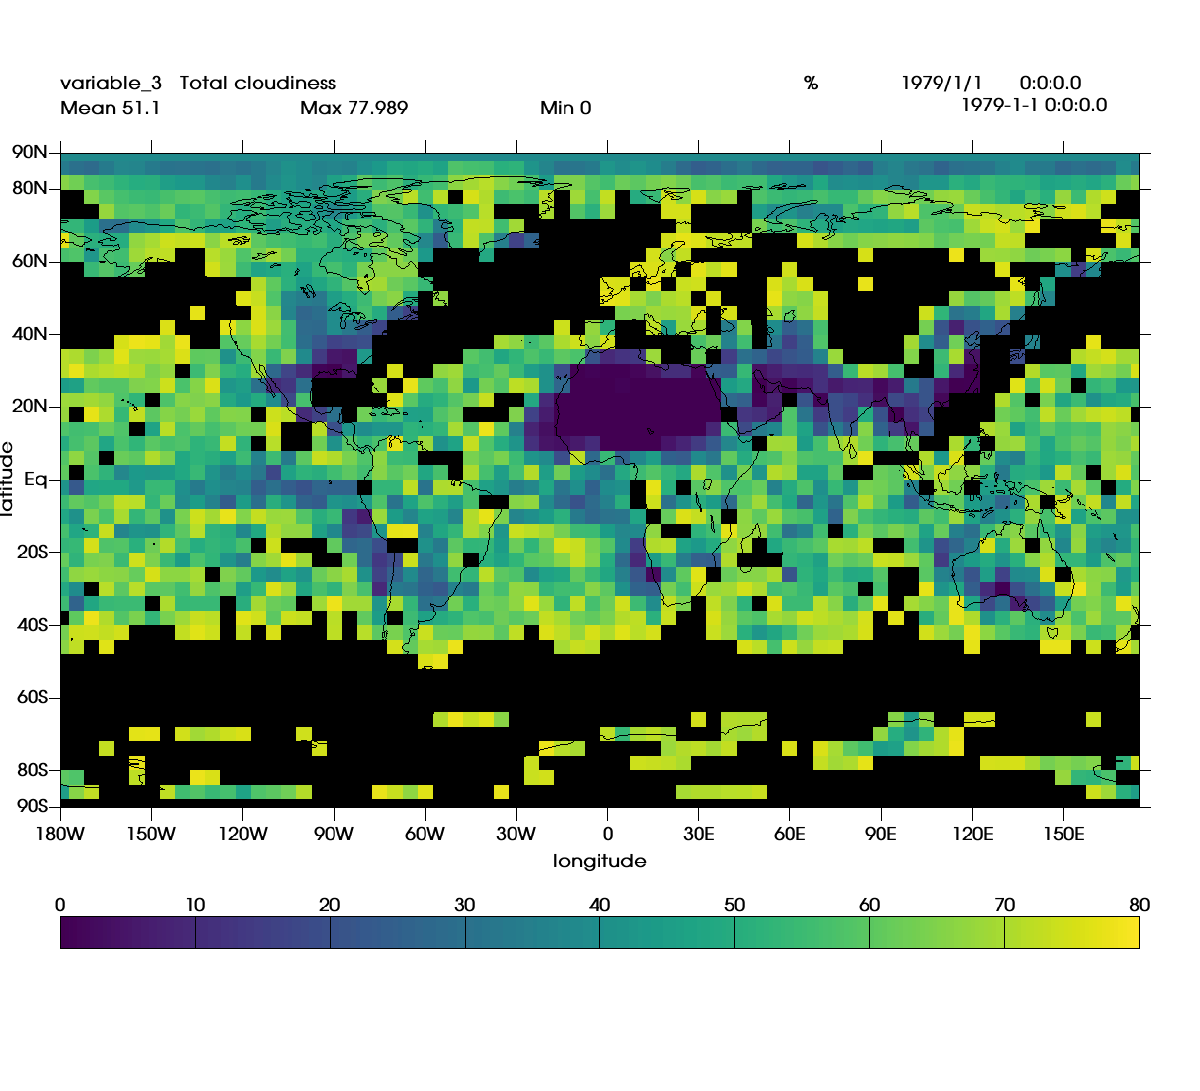 variable_3 Total cloudiness % 1979/1/1 0:0:0.0
Mean 51.1 Max 77.989 Min 0 1979-1-1 0:0:0.0
90N
80N
60N
40N
20N
Eq
20S
40S
60S
80S
90S
latitude
180W 150W 120W 90W 60W 30W 0 30E 60E 90E 120E 150E
longitude
0 10 20 30 40 50 60 70 80